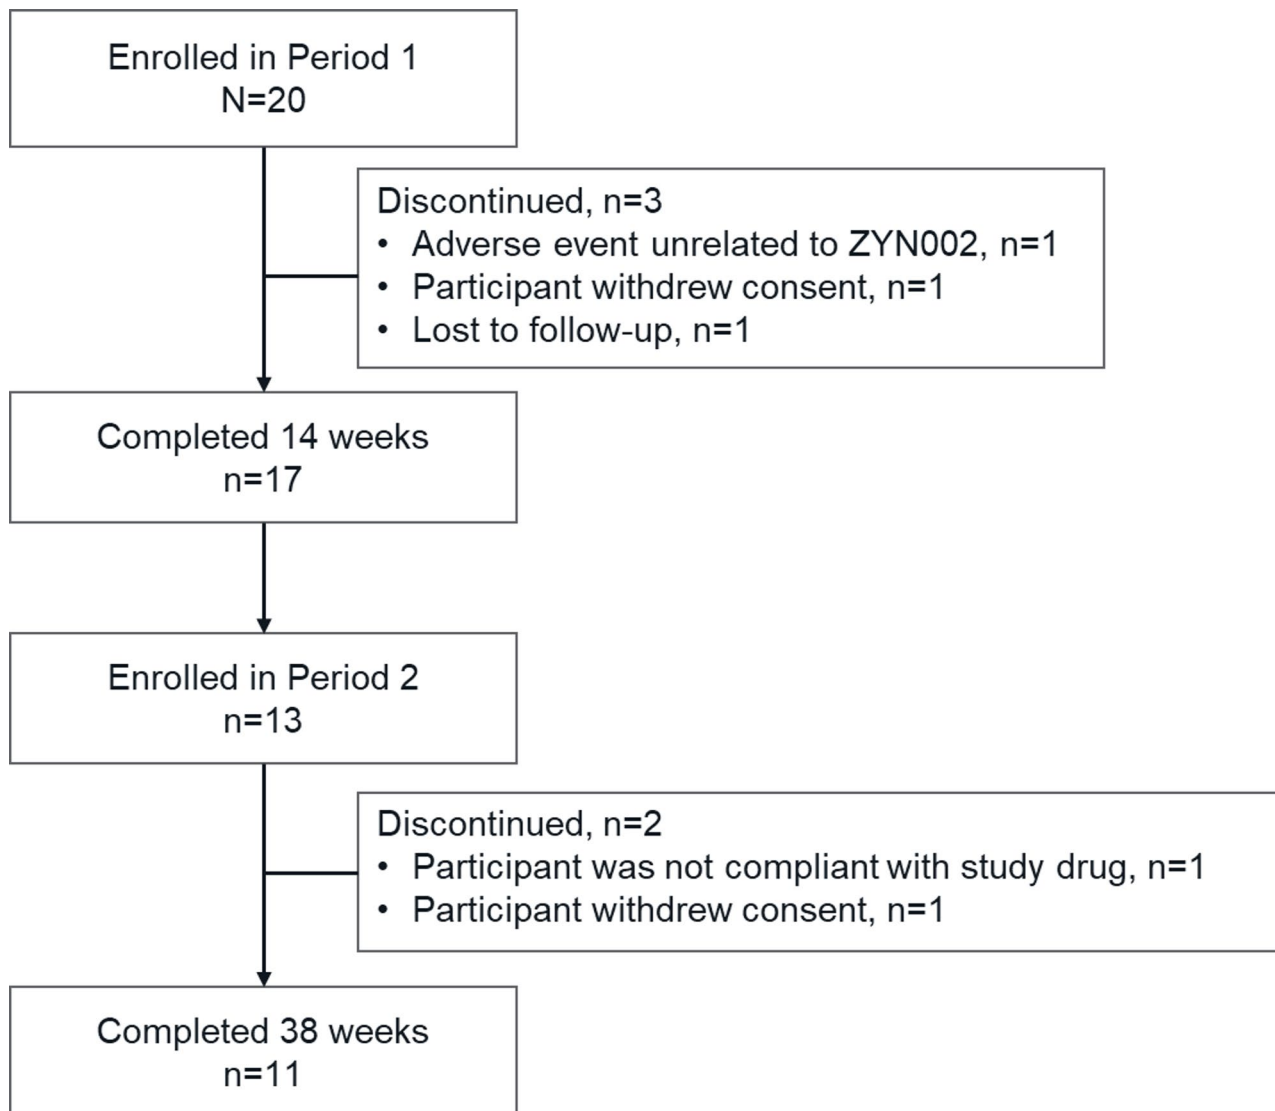 Enrolled in Period 1
N=20
Discontinued, n=3
• Adverse event unrelated to ZYN002, n=1
• Participant withdrew consent, n=1
• Lost to follow-up, n=1
Completed 14 weeks
n=17
Enrolled in Period 2
n=13
Discontinued, n=2
• Participant was not compliant with study drug, n=1
• Participant withdrew consent, n=1
Completed 38 weeks
n=11